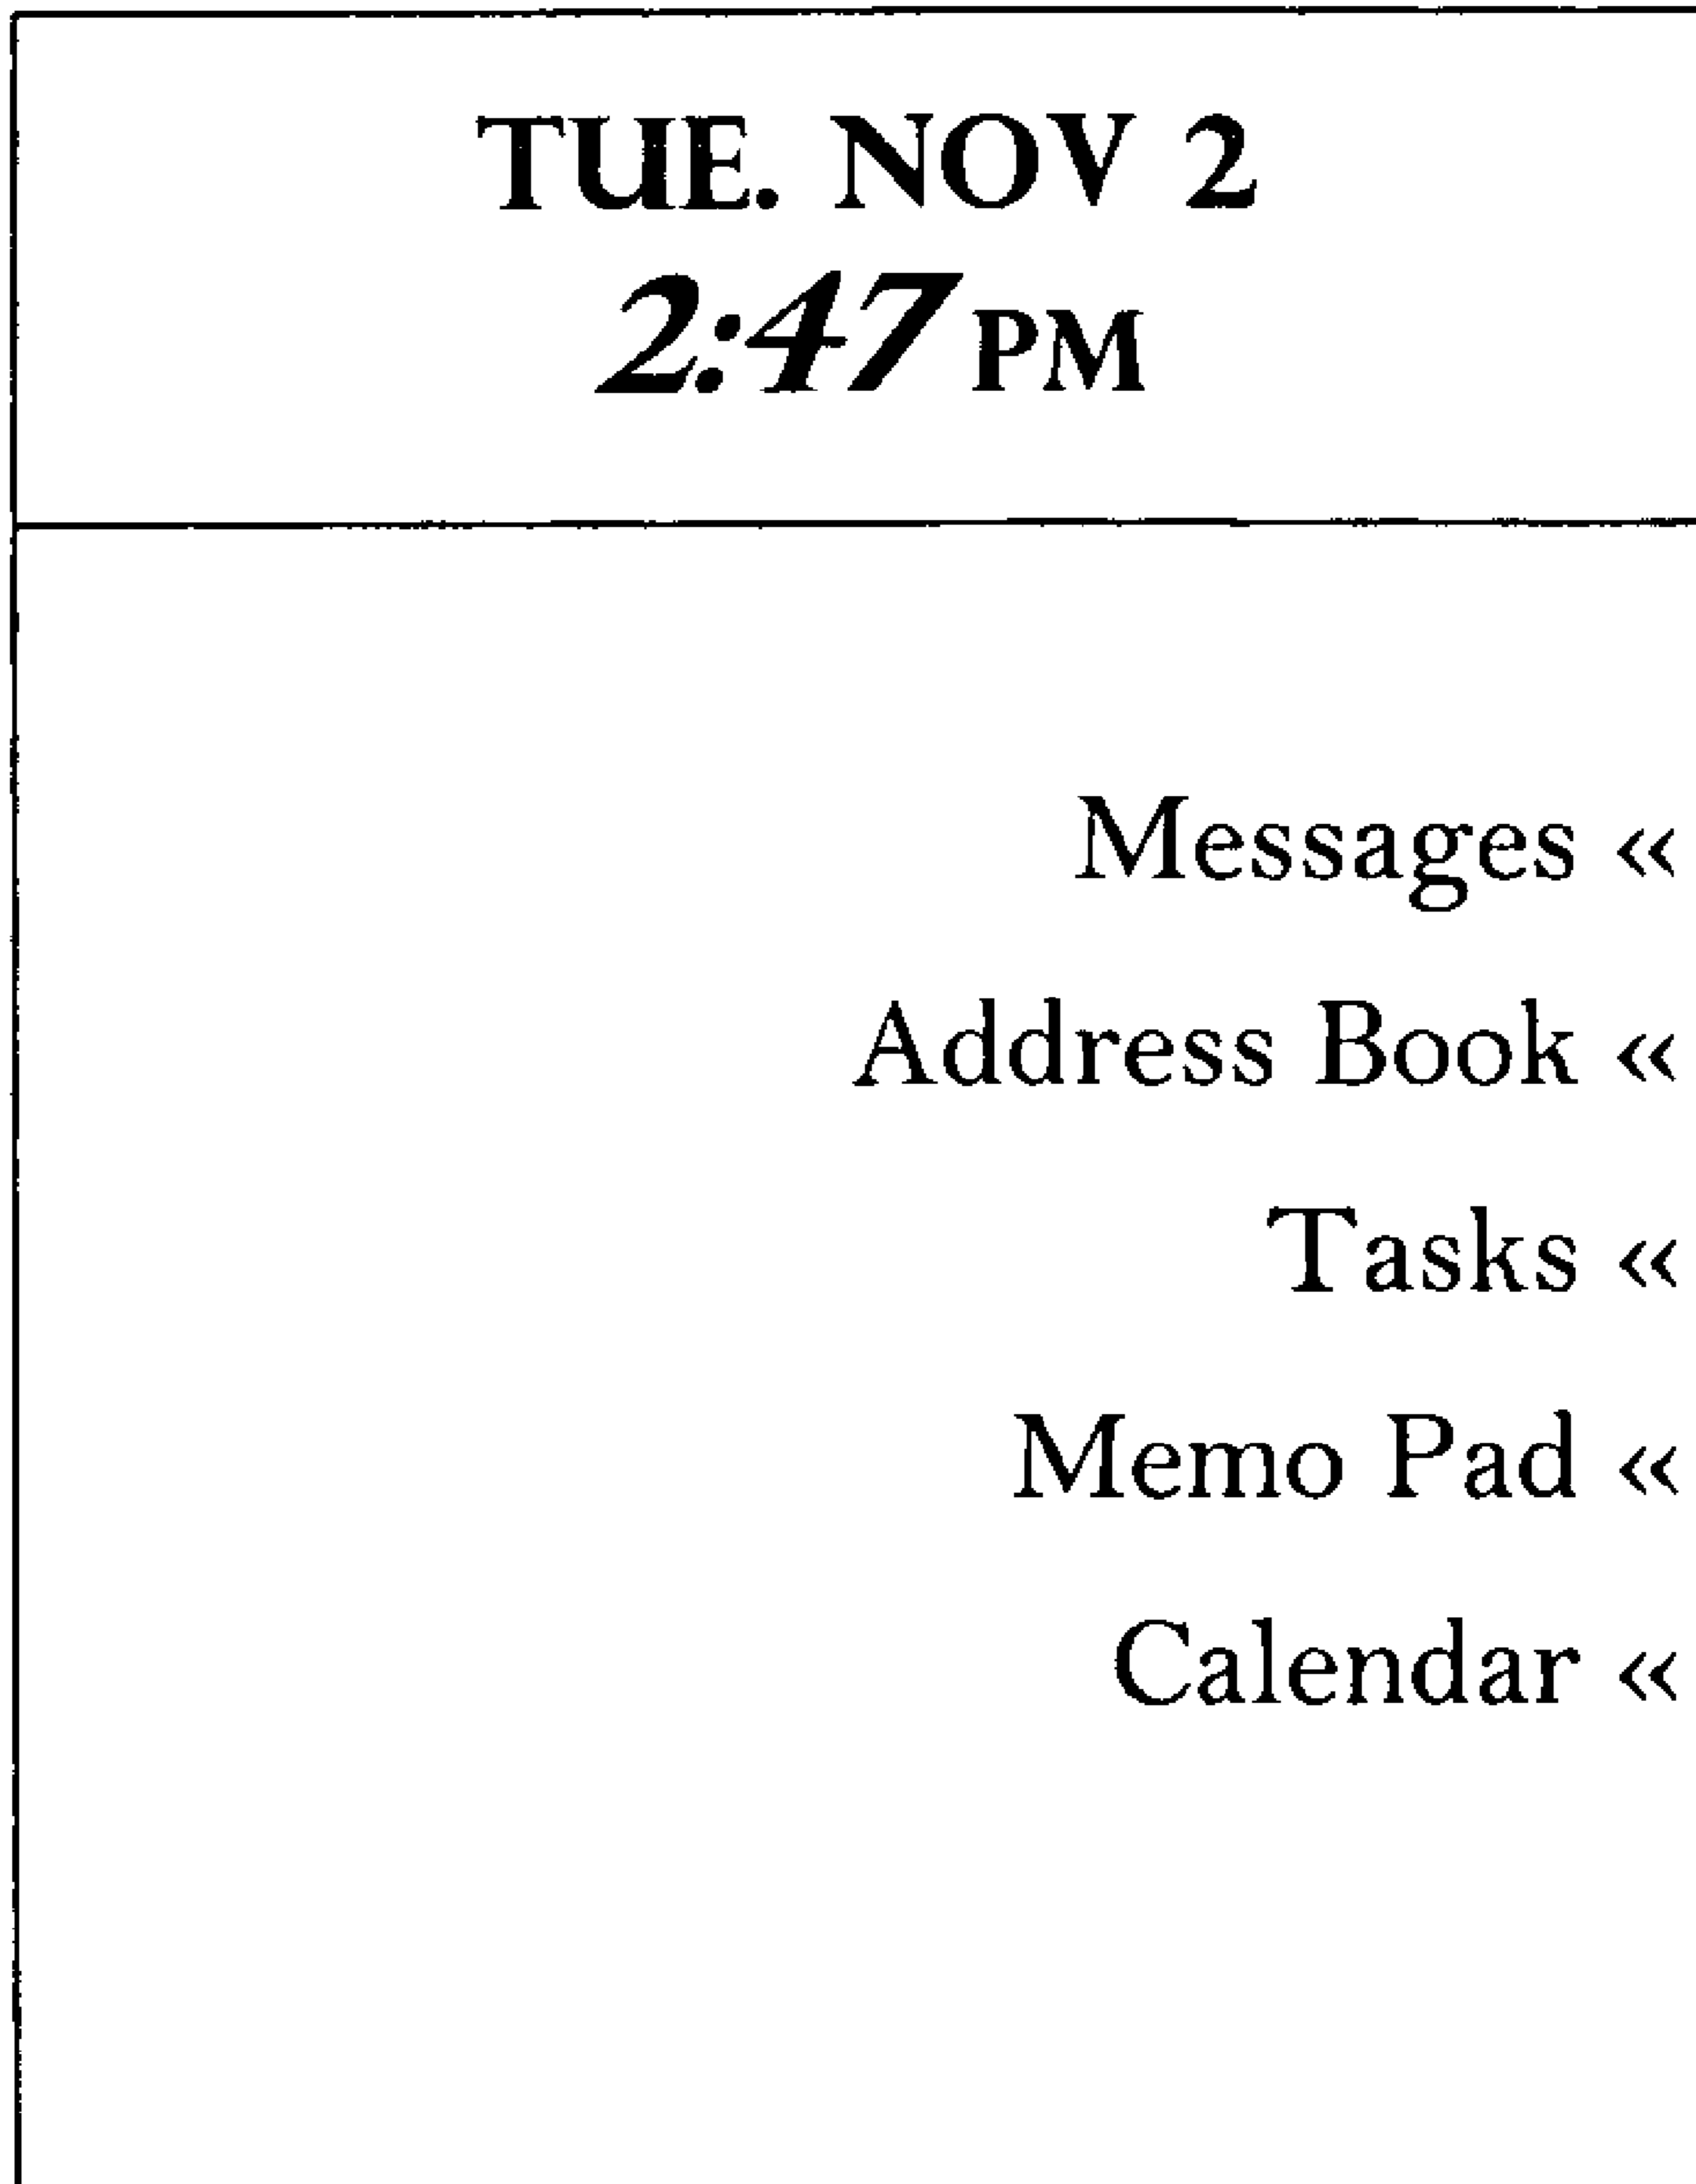 TUE. NOV 2
2:47 PM
Messages «
Address Book «
Tasks «
Memo Pad «
Calendar «